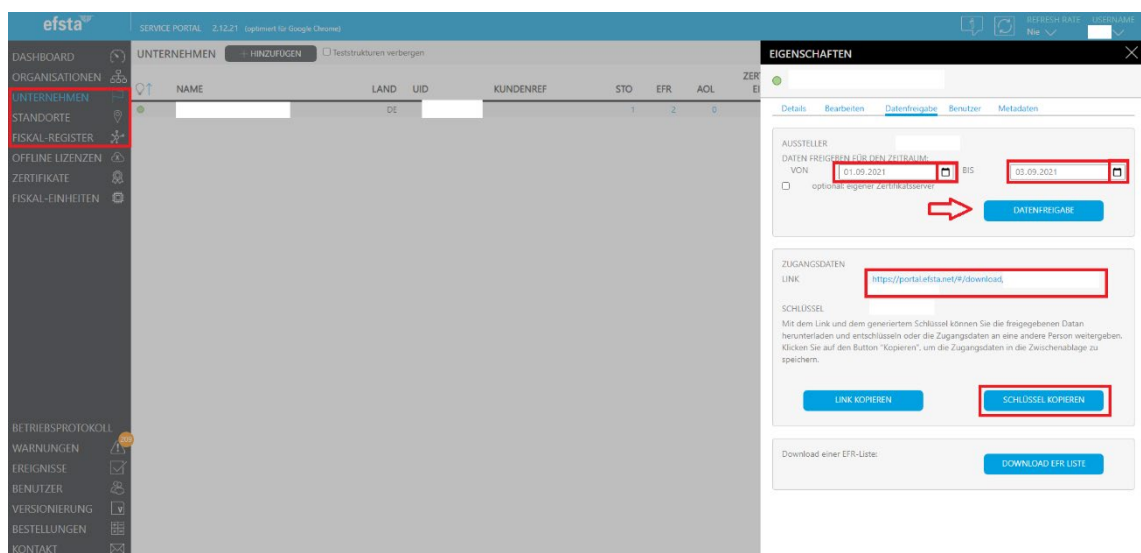 efsta
SERVICE PORTAL 2.12.21 (optimiert für Google Chrome)
REFRESH RATE
Nie
USERNAME
DASHBOARD
ORGANISATIONEN
UNTERNEHMEN
STANDORTE
FISKAL-REGISTER
OFFLINE LIZENZEN
ZERTIFIKATE
FISKAL-EINHEITEN
BETRIEBSPROTOKOLL
WARNUNGEN
EREIGNISSE
BENUTZER
VERSIONIERUNG
BESTELLUNGEN
KONTAKT
UNTERNEHMEN + HINZUFÜGEN Teststrukturen verbergen
NAME LAND UID KUNDENREF STO EFR AOL ZER
DE 1 2 0
EIGENSCHAFTEN
Details Bearbeiten Datenfreigabe Benutzer Metadaten
AUSSTELLER
DATEN FREIGEBEN FÜR DEN ZEITRAUM:
VON 01.09.2021 BIS 03.09.2021
optional: eigener Zertifikatsserver
DATENFREIGABE
ZUGANGSDATEN
LINK https://portal.efsta.net/#/download,
SCHLÜSSEL
Mit dem Link und dem generiertem Schlüssel können Sie die freigegebenen Datan
herunterladen und entschlüsseln oder die Zugangsdaten an eine andere Person weitergeben.
Klicken Sie auf den Button "Kopieren", um die Zugangsdaten in die Zwischenablage zu
speichern.
LINK KOPIEREN SCHLÜSSEL KOPIEREN
Download einer EFR-Liste:
DOWNLOAD EFR LISTE